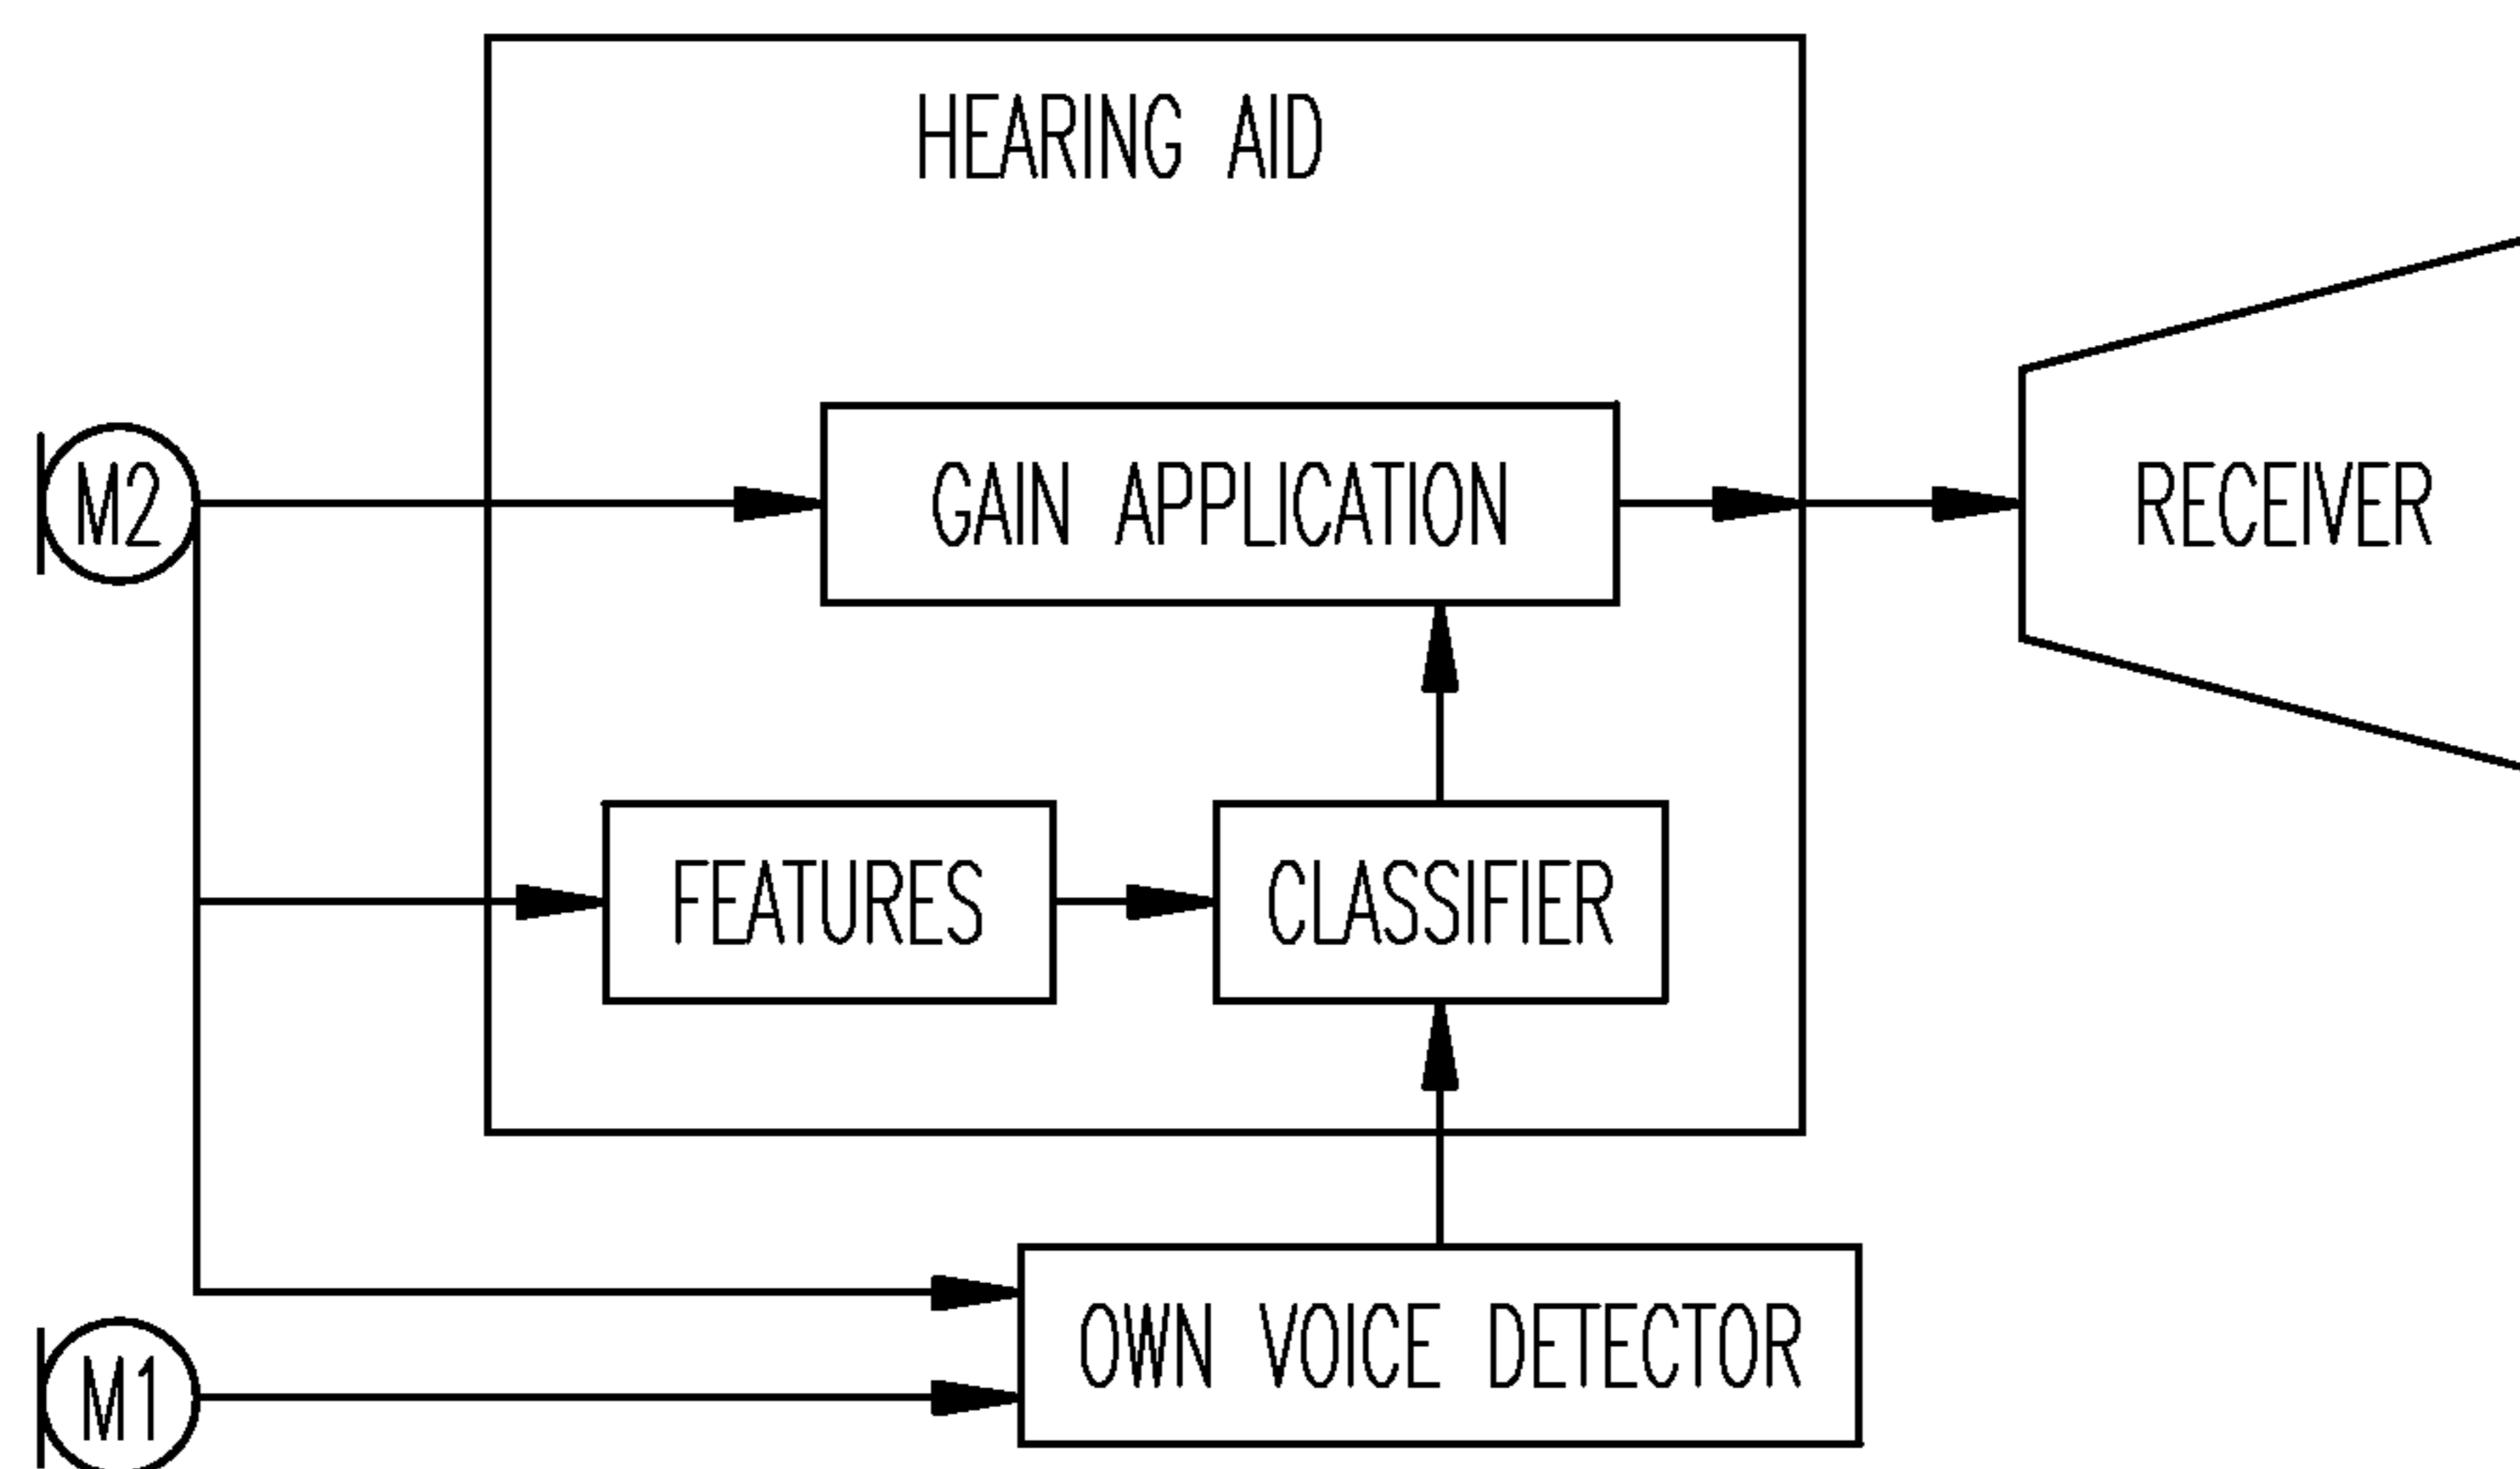 HEARING AID
M2
GAIN APPLICATION
RECEIVER
FEATURES
CLASSIFIER
OWN VOICE DETECTOR
M1